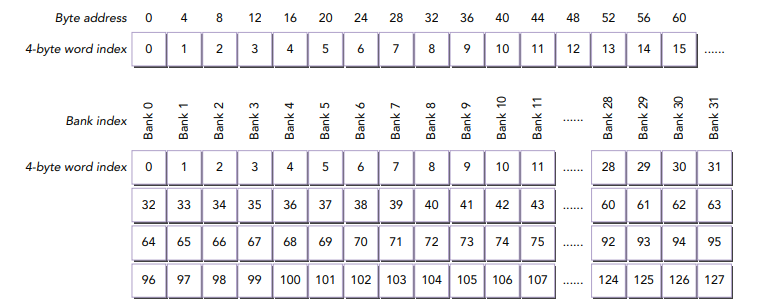 Byte address 0 4 8 12 16 20 24 28 32 36 40 44 48 52 56 60
4-byte word index 0 1 2 3 4 5 6 7 8 9 10 11 12 13 14 15 ......
Bank index Bank 0 Bank 1 Bank 2 Bank 3 Bank 4 Bank 5 Bank 6 Bank 7 Bank 8 Bank 9 Bank 10 Bank 11 ...... Bank 28 Bank 29 Bank 30 Bank 31
4-byte word index 0 1 2 3 4 5 6 7 8 9 10 11 ...... 28 29 30 31
32 33 34 35 36 37 38 39 40 41 42 43 ...... 60 61 62 63
64 65 66 67 68 69 70 71 72 73 74 75 ...... 92 93 94 95
96 97 98 99 100 101 102 103 104 105 106 107 ...... 124 125 126 127